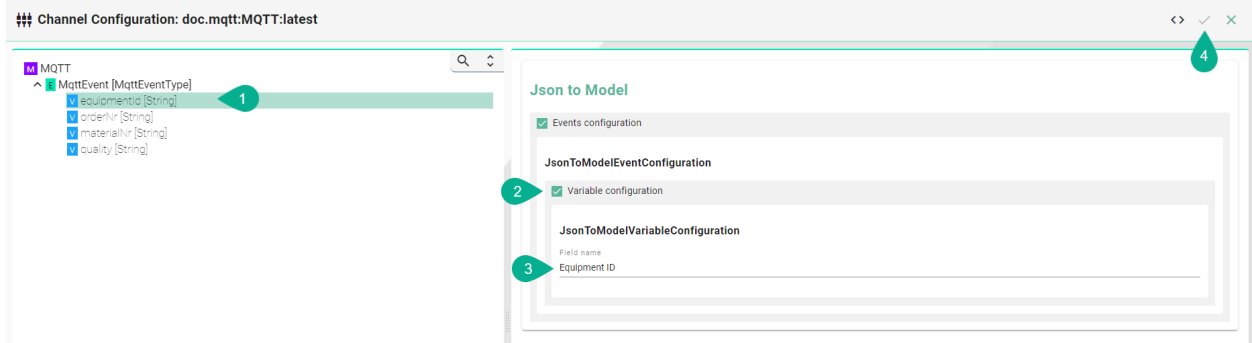 Channel Configuration: doc.mqtt:MQTT:latest
4
M MQTT
E MqttEvent [MqttEventType]
V equipmentId [String]
1
V orderNr [String]
V materialNr [String]
V quality [String]
Json to Model
Events configuration
JsonToModelEventConfiguration
2
Variable configuration
JsonToModelVariableConfiguration
Field name
3
Equipment ID